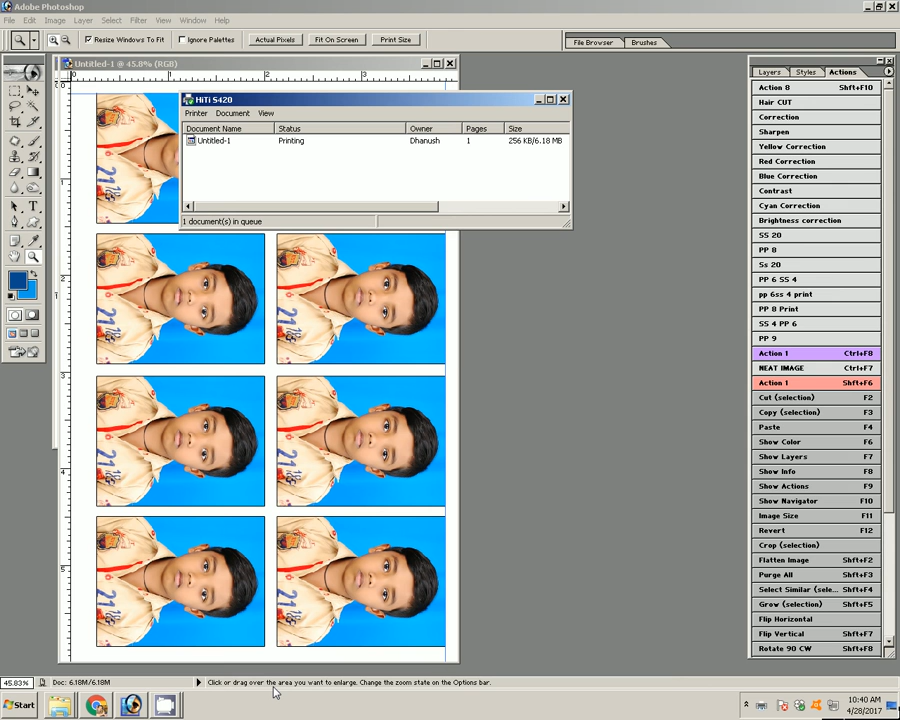 Adobe Photoshop
File Edit Image Layer Select Filter View Window Help
Resize Windows To Fit Ignore Palettes Actual Pixels Fit On Screen Print Size File Browser Brushes
Untitled-1 @ 45.8% (RGB)
0 1 2 3
HiTi S420
Printer Document View
Document Name Status Owner Pages Size
Untitled-1 Printing Dhanush 1 256 KB/6.18 MB
1 document(s) in queue
Layers Styles Actions
Action 8 Shft+F10
Hair CUT
Correction
Sharpen
Yellow Correction
Red Correction
Blue Correction
Contrast
Cyan Correction
Brightness correction
SS 20
PP 8
Ss 20
PP 6 SS 4
pp 6ss 4 print
PP 8 Print
SS 4 PP 6
PP 9
Action 1 Ctrl+F8
NEAT IMAGE Ctrl+F7
Action 1 Shft+F6
Cut (selection) F2
Copy (selection) F3
Paste F4
Show Color F6
Show Layers F7
Show Info F8
Show Actions F9
Show Navigator F10
Image Size F11
Revert F12
Crop (selection)
Flatten Image Shft+F2
Purge All Shft+F3
Select Similar (sele... Shft+F4
Grow (selection) Shft+F5
Flip Horizontal
Flip Vertical Shft+F7
Rotate 90 CW Shft+F8
45.83% Doc: 6.18M/6.18M Click or drag over the area you want to enlarge. Change the zoom state on the Options bar.
Start
10:40 AM
4/28/2017